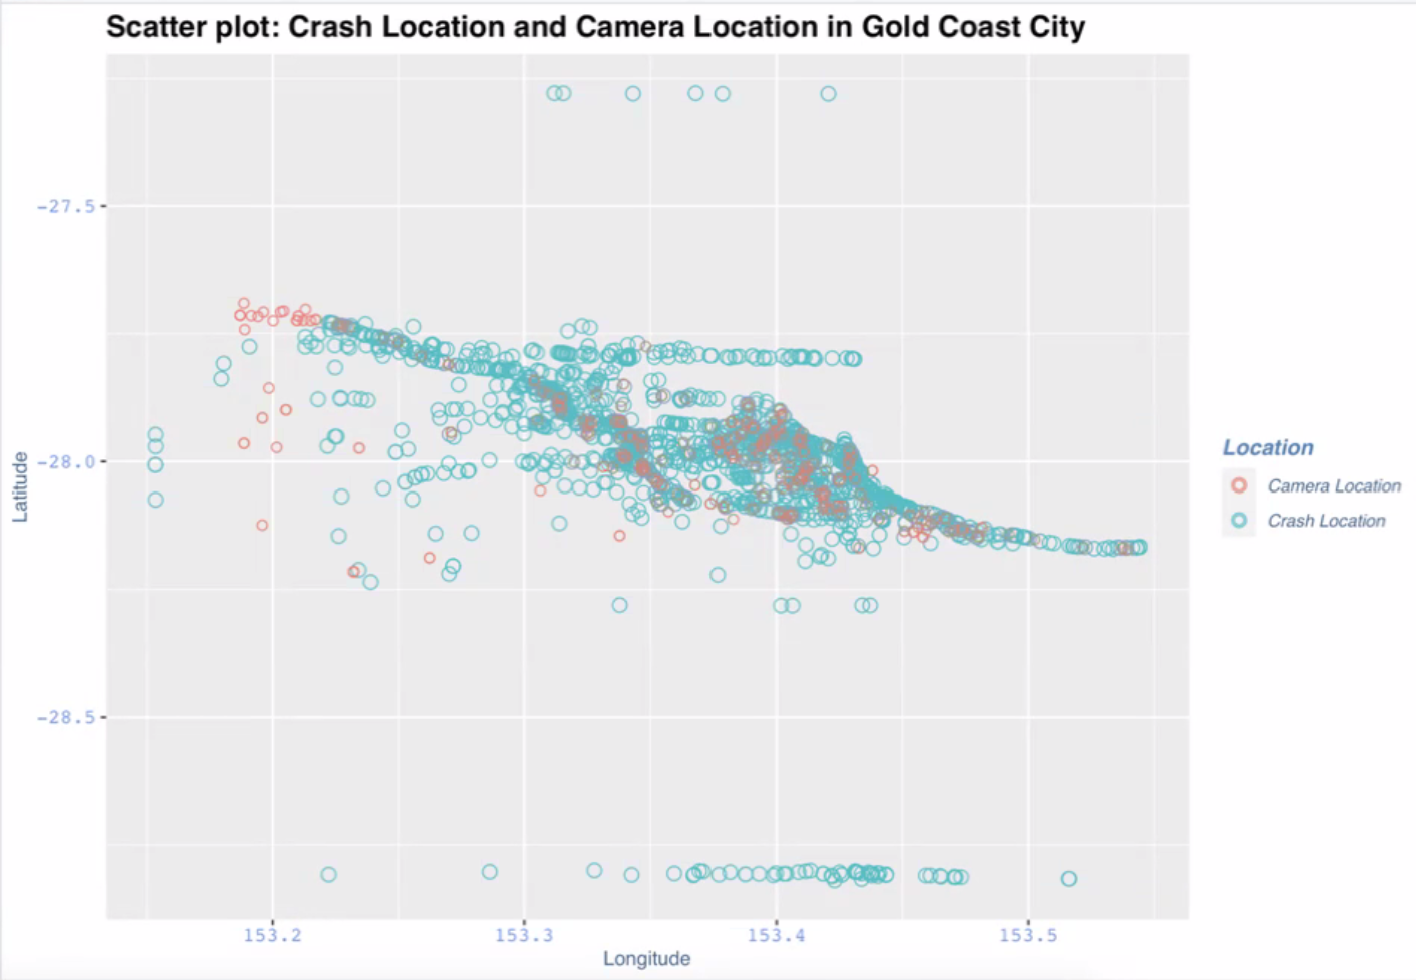 Scatter plot: Crash Location and Camera Location in Gold Coast City
-27.5
-28.0
-28.5
Latitude
153.2
153.3
153.4
153.5
Longitude
Location
Camera Location
Crash Location